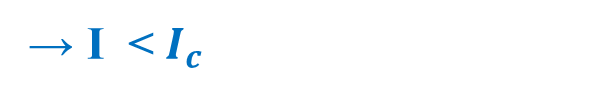 → I < I_c